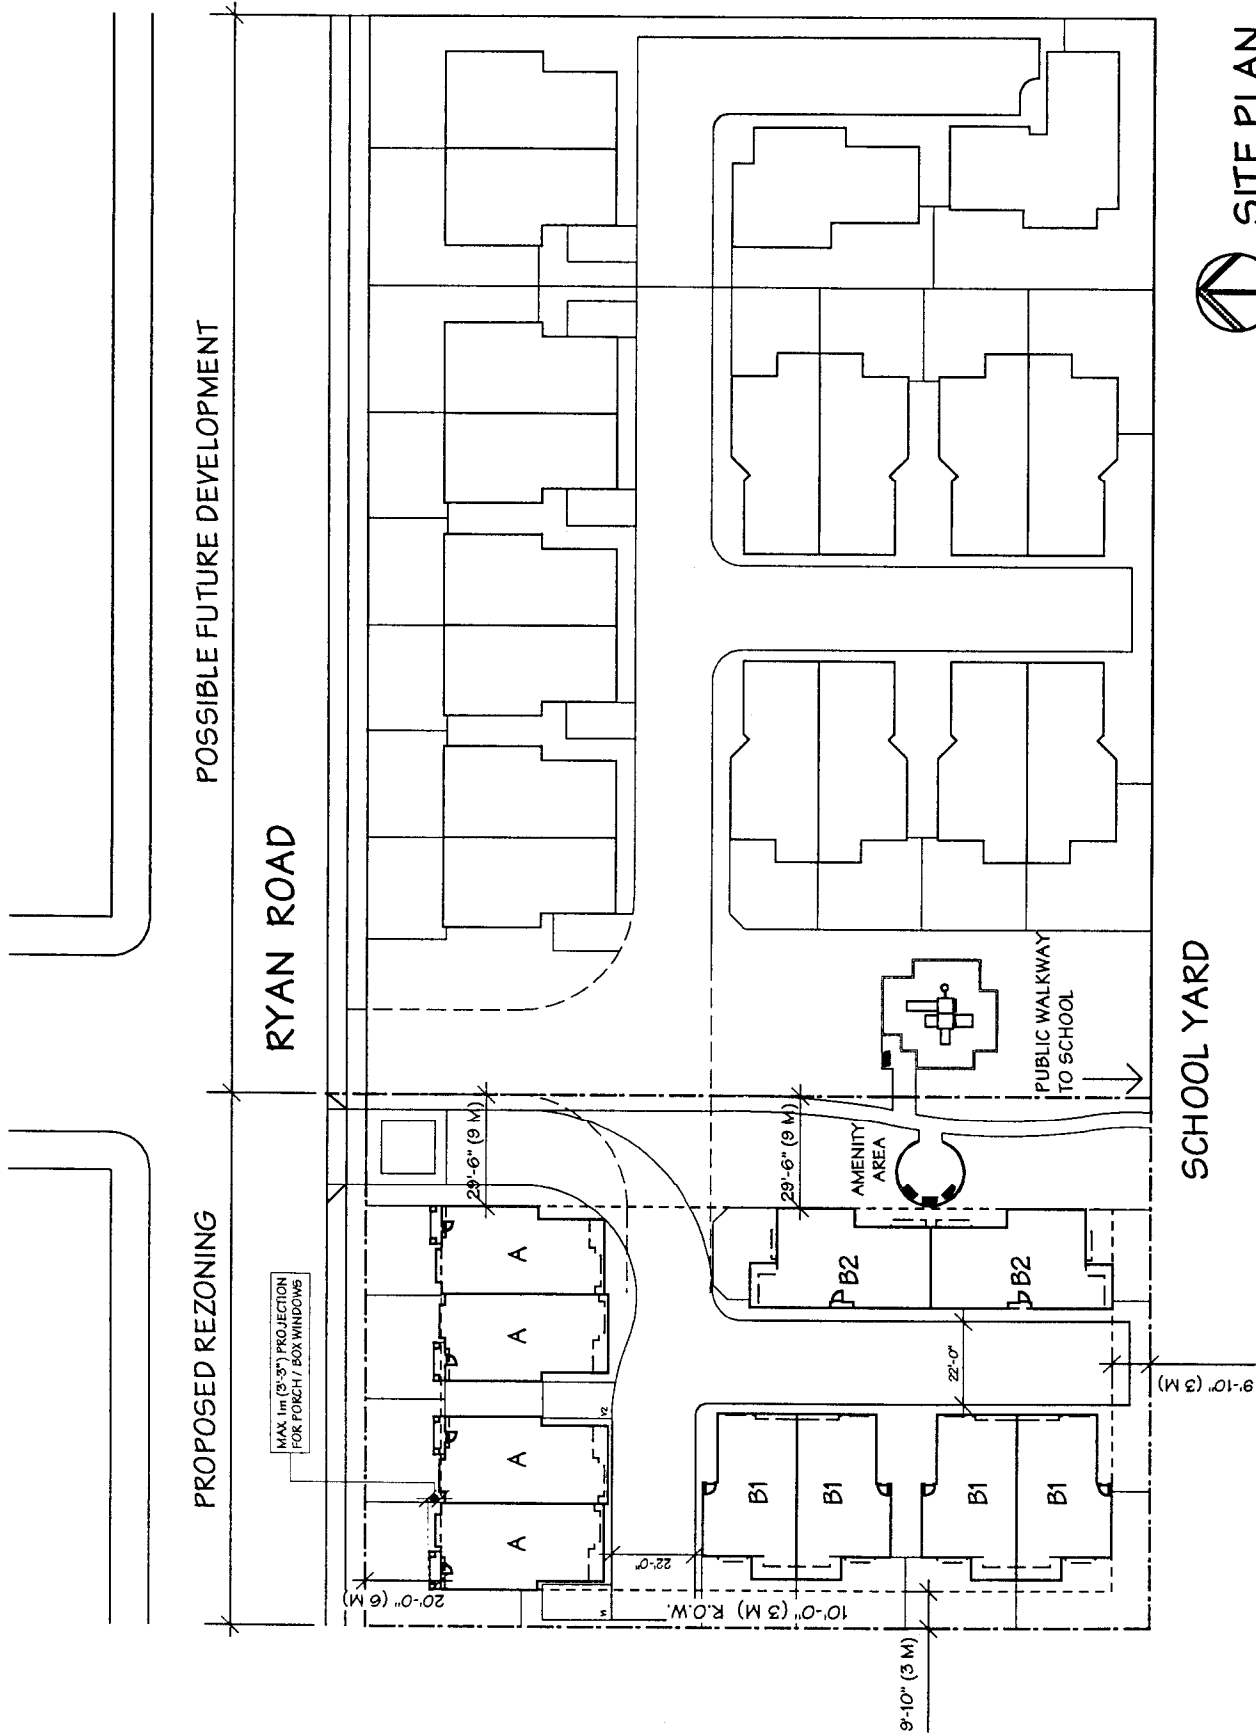 PROPOSED REZONING
POSSIBLE FUTURE DEVELOPMENT
MAX 1m (3'-3") PROJECTION
FOR PORCH / BOX WINDOWS
RYAN ROAD
20'-0" (6 M)
A
A
A
A
29'-6" (9 M)
V1
V2
22'-0"
10'-0" (3 M) R.O.W.
29'-6" (9 M)
B1
B1
B1
B1
B2
B2
22'-0"
AMENITY
AREA
PUBLIC WALKWAY
TO SCHOOL
9'-10" (3 M)
9'-10" (3 M)
SCHOOL YARD
SITE PLAN